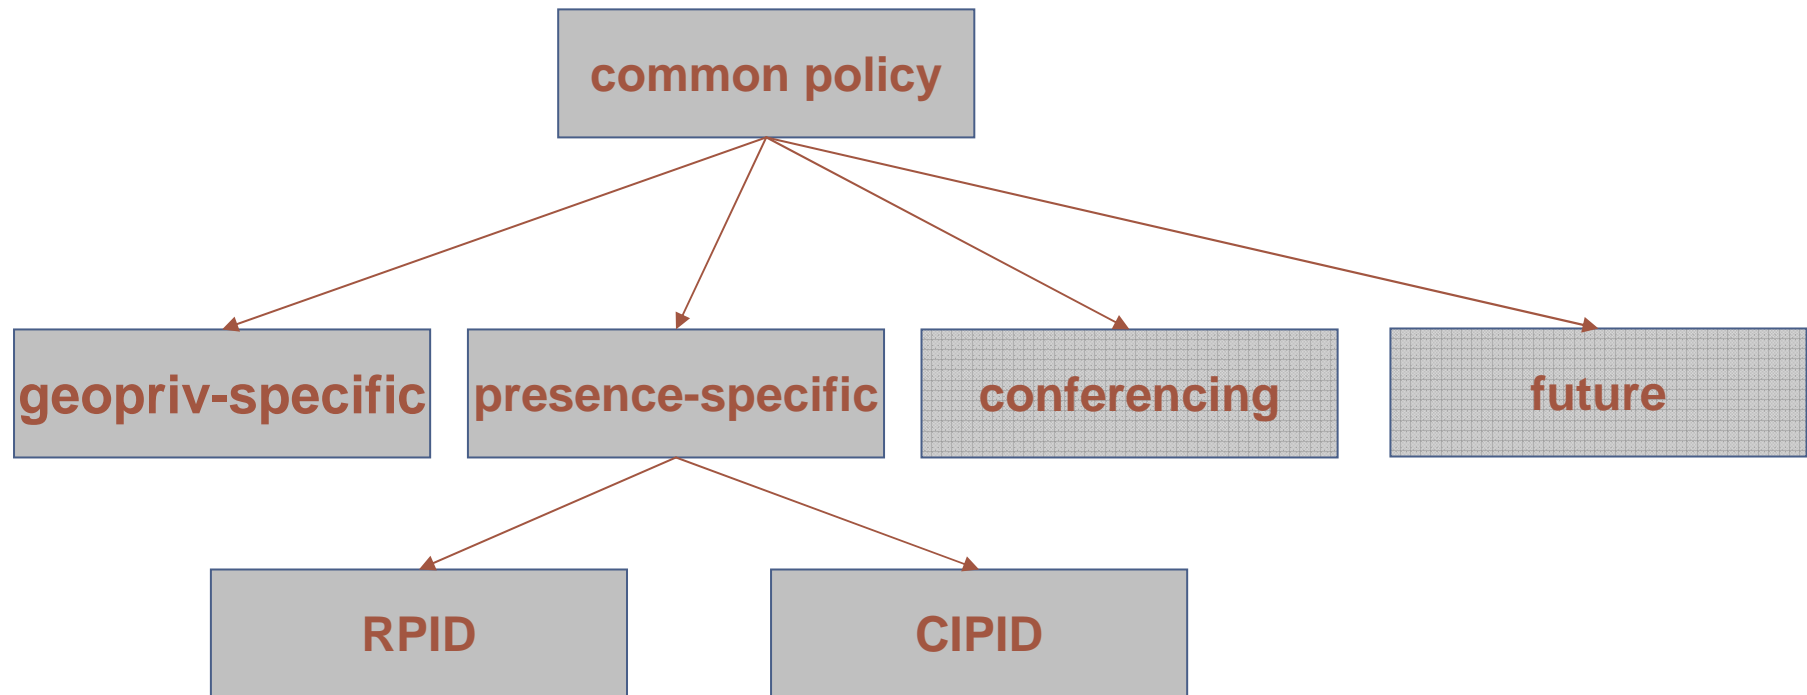 common policy
geopriv-specific
presence-specific
conferencing
future
RPID
CIPID